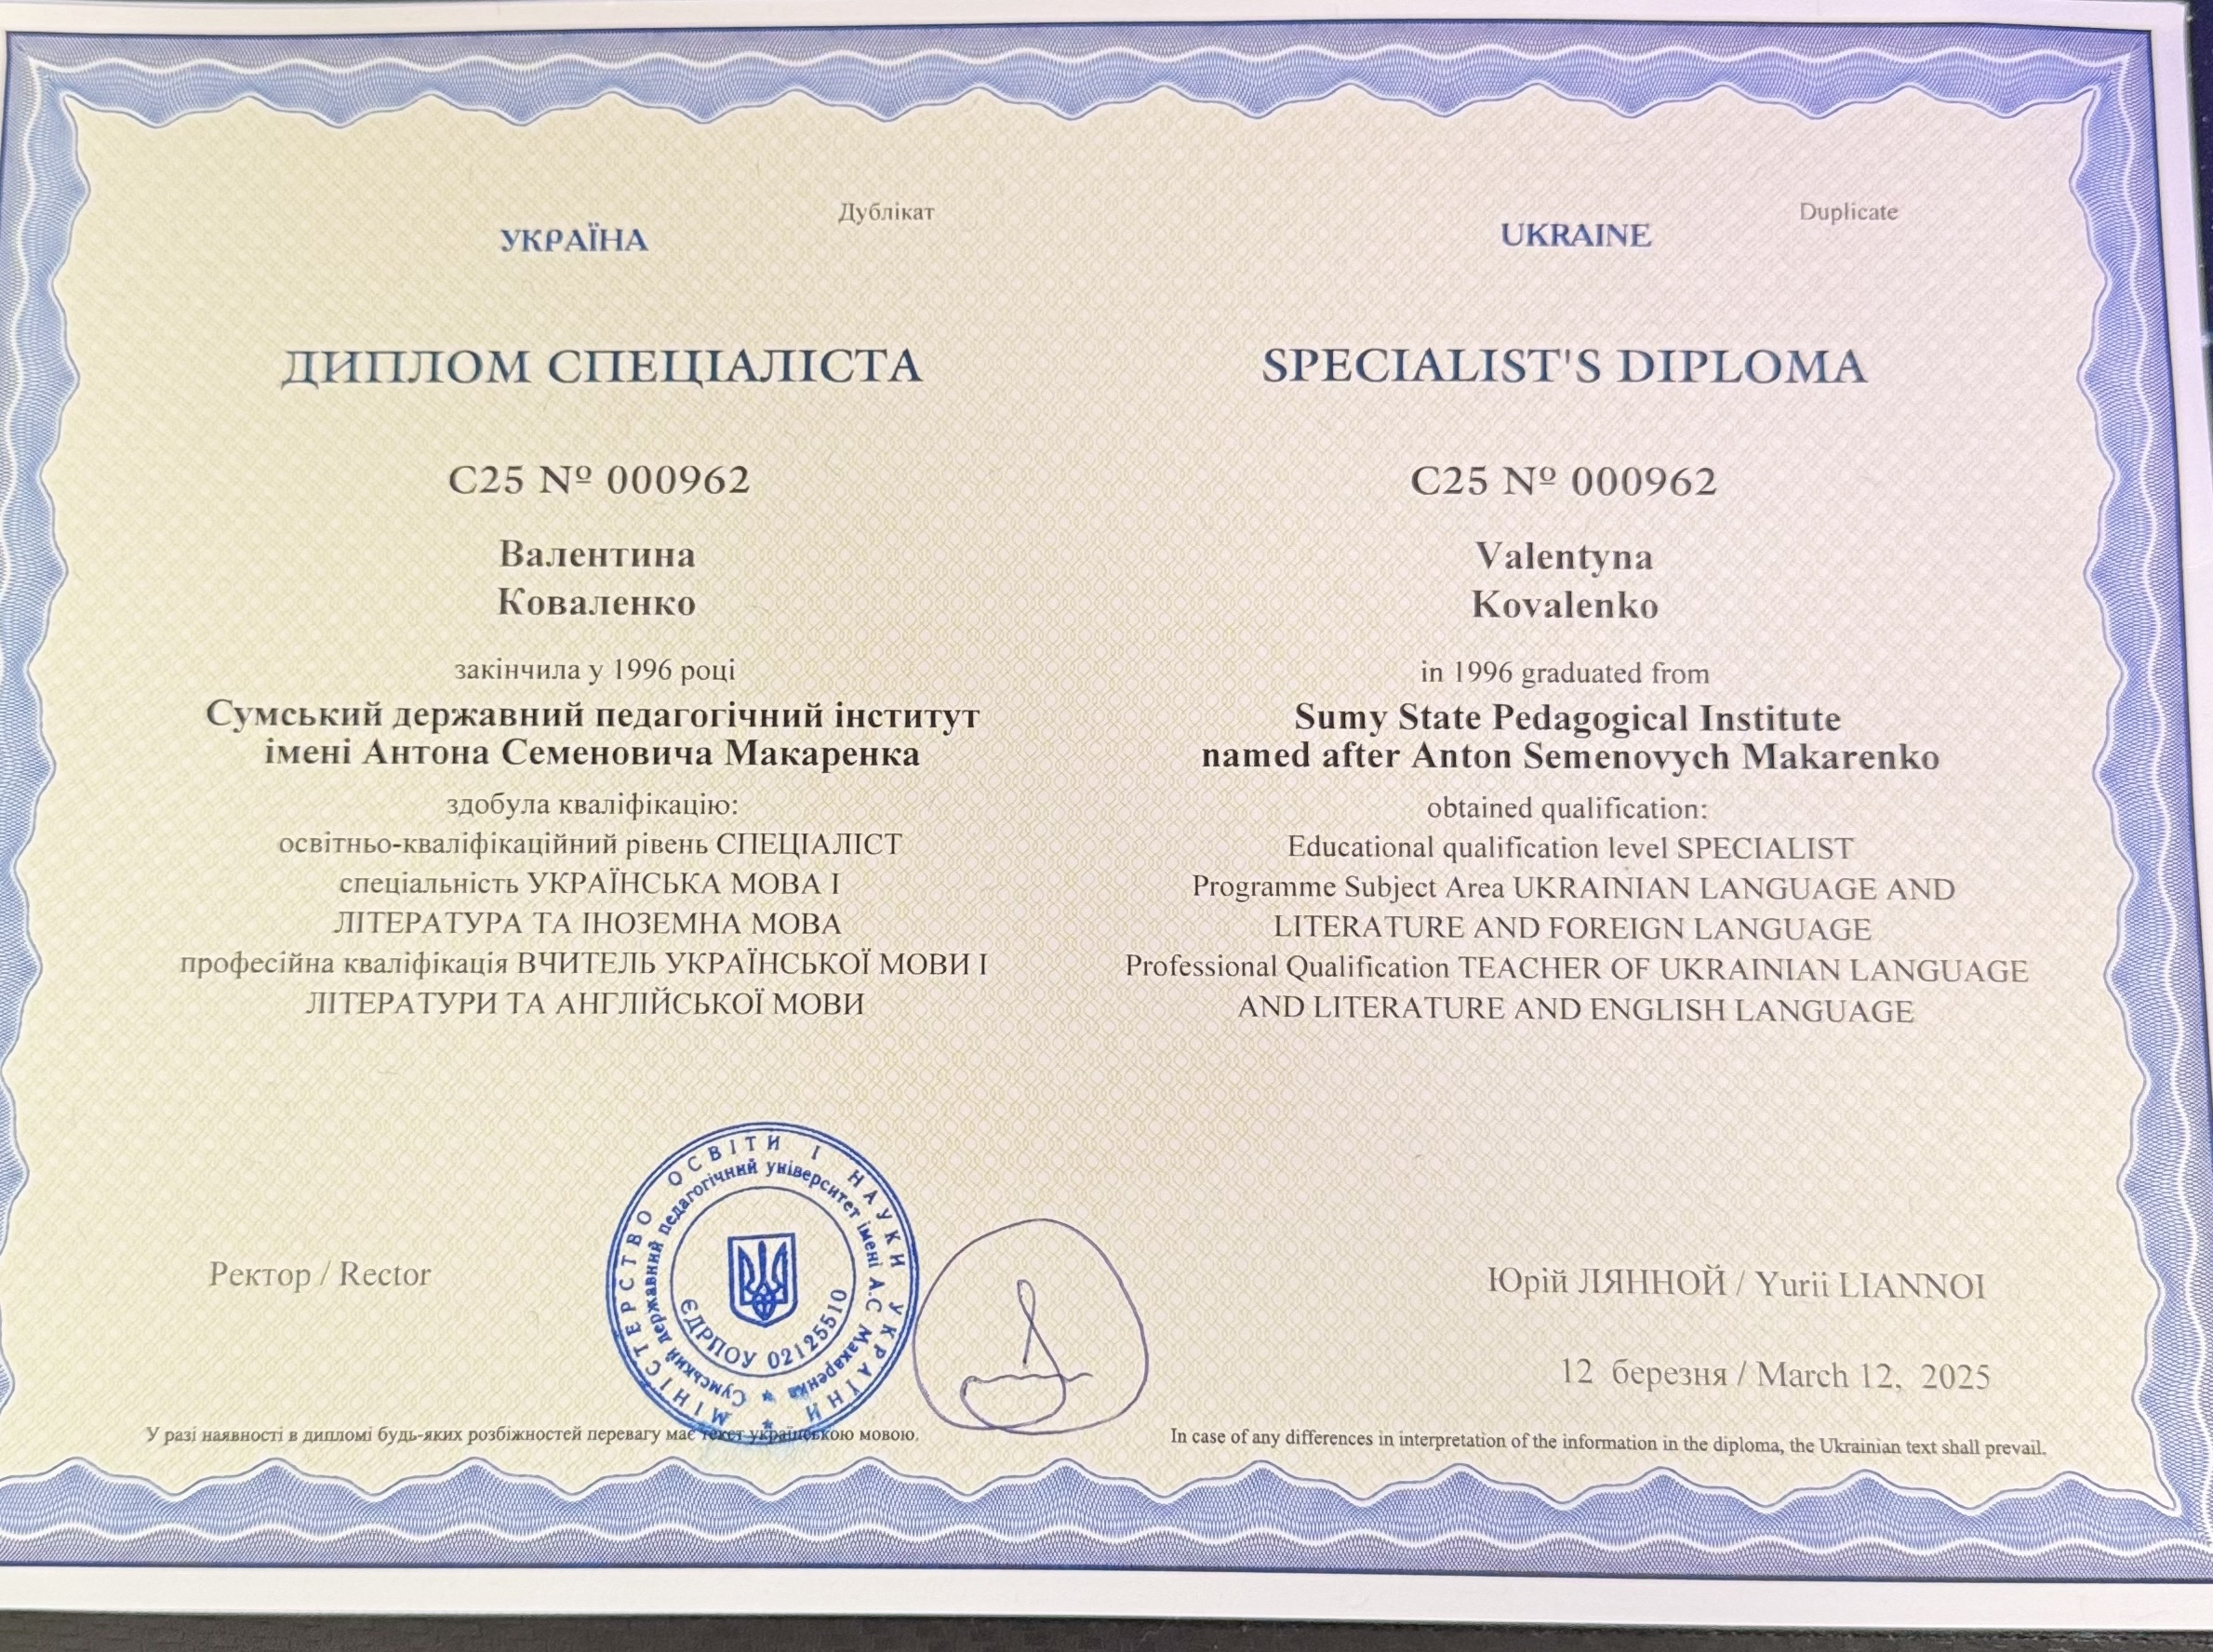 Дублікат
УКРАЇНА
ДИПЛОМ СПЕЦІАЛІСТА
С25 № 000962
Валентина
Коваленко
закінчила у 1996 році
Сумський державний педагогічний інститут
імені Антона Семеновича Макаренка
здобула кваліфікацію:
освітньо-кваліфікаційний рівень СПЕЦІАЛІСТ
спеціальність УКРАЇНСЬКА МОВА І
ЛІТЕРАТУРА ТА ІНОЗЕМНА МОВА
професійна кваліфікація ВЧИТЕЛЬ УКРАЇНСЬКОЇ МОВИ І
ЛІТЕРАТУРИ ТА АНГЛІЙСЬКОЇ МОВИ
Duplicate
UKRAINE
SPECIALIST'S DIPLOMA
C25 № 000962
Valentyna
Kovalenko
in 1996 graduated from
Sumy State Pedagogical Institute
named after Anton Semenovych Makarenko
obtained qualification:
Educational qualification level SPECIALIST
Programme Subject Area UKRAINIAN LANGUAGE AND
LITERATURE AND FOREIGN LANGUAGE
Professional Qualification TEACHER OF UKRAINIAN LANGUAGE
AND LITERATURE AND ENGLISH LANGUAGE
Ректор / Rector
МІНІСТЕРСТВО ОСВІТИ І НАУКИ УКРАЇНИ
Сумський державний педагогічний університет імені А.С Макаренка
ЄДРПОУ 02125510
Юрій ЛЯННОЙ / Yurii LIANNOI
12 березня / March 12, 2025
У разі наявності в дипломі будь-яких розбіжностей перевагу має текст українською мовою.
In case of any differences in interpretation of the information in the diploma, the Ukrainian text shall prevail.